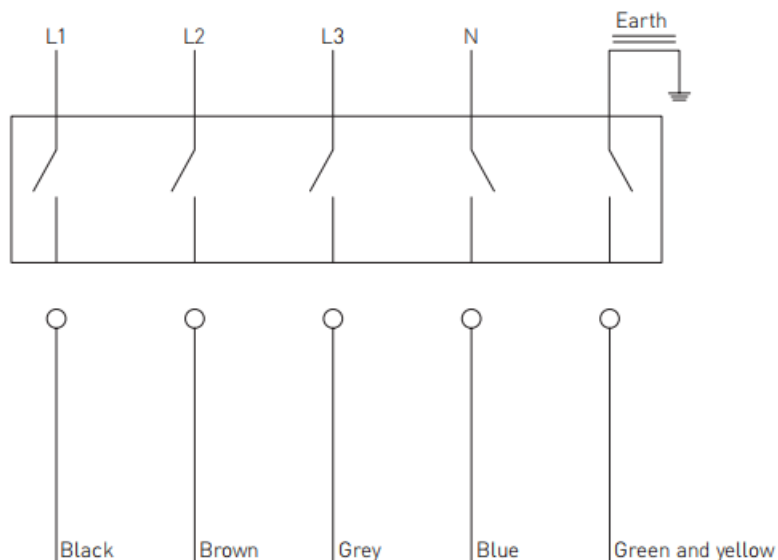 Earth
L1
L2
L3
N
Black
Brown
Grey
Blue
Green and yellow